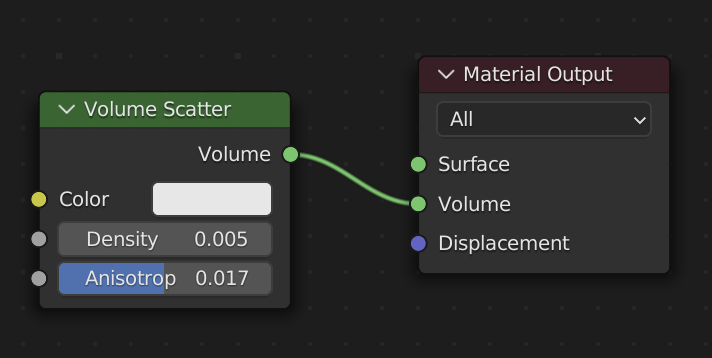 Volume Scatter
Volume
Color
Density 0.005
Anisotrop 0.017
Material Output
All
Surface
Volume
Displacement